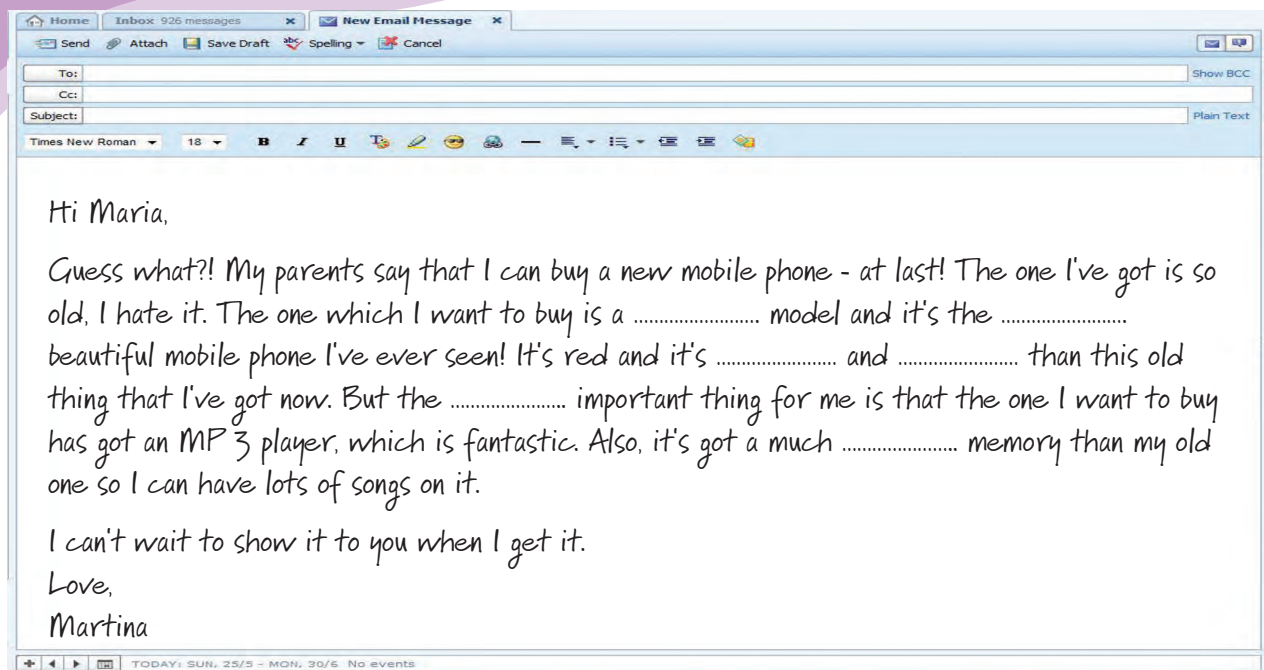 Home Inbox 926 messages × New Email Message ×
Send Attach Save Draft abc Spelling Cancel
To: Show BCC
Cc:
Subject: Plain Text
Times New Roman 18 B I U T
Hi Maria,
Guess what?! My parents say that I can buy a new mobile phone - at last! The one I've got is so
old, I hate it. The one which I want to buy is a ........................ model and it's the ........................
beautiful mobile phone I've ever seen! It's red and it's ....................... and ....................... than this old
thing that I've got now. But the ...................... important thing for me is that the one I want to buy
has got an MP 3 player, which is fantastic. Also, it's got a much ...................... memory than my old
one so I can have lots of songs on it.
I can't wait to show it to you when I get it.
Love,
Martina
TODAY: SUN, 25/5 - MON, 30/6 No events